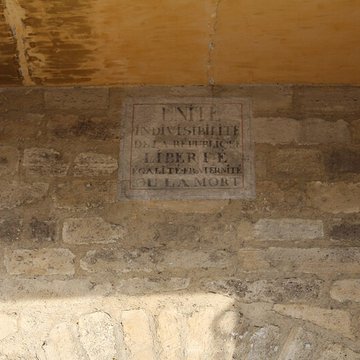 UNITE
INDIVISIBILITE
DE LA REPUBLIQUE
LIBERTE
EGALITE FRATERNITE
OU LA MORT